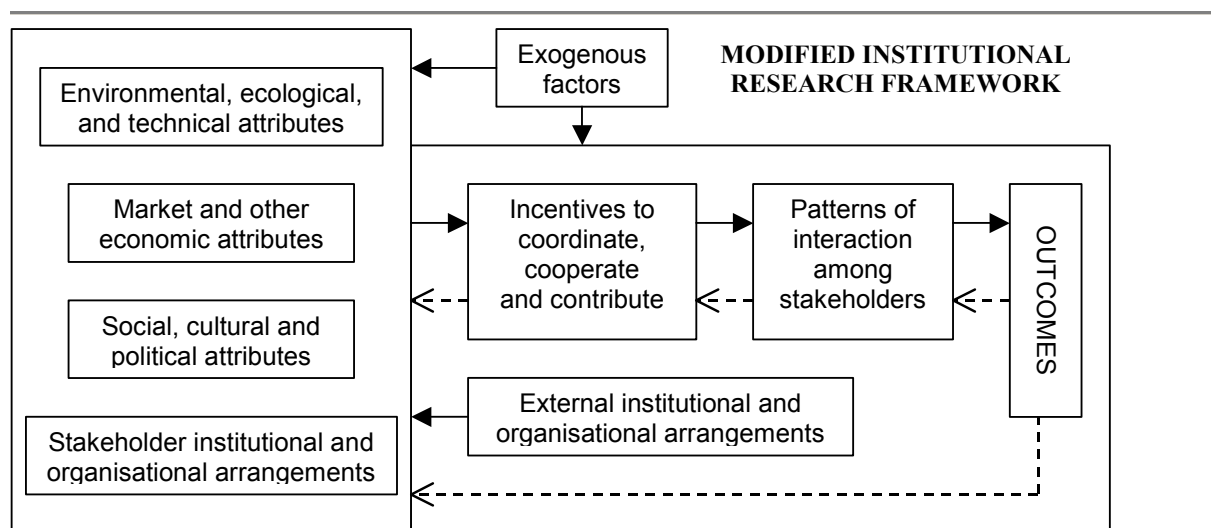 MODIFIED INSTITUTIONAL
RESEARCH FRAMEWORK
Exogenous
factors
Environmental, ecological,
and technical attributes
Market and other
economic attributes
Social, cultural and
political attributes
Stakeholder institutional and
organisational arrangements
Incentives to
coordinate,
cooperate
and contribute
Patterns of
interaction
among
stakeholders
OUTCOMES
External institutional and
organisational arrangements